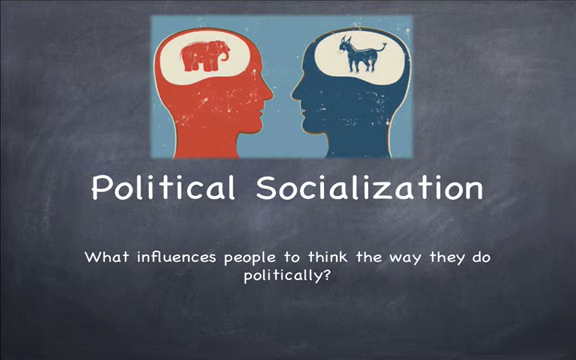 Political Socialization
What influences people to think the way they do
politically?